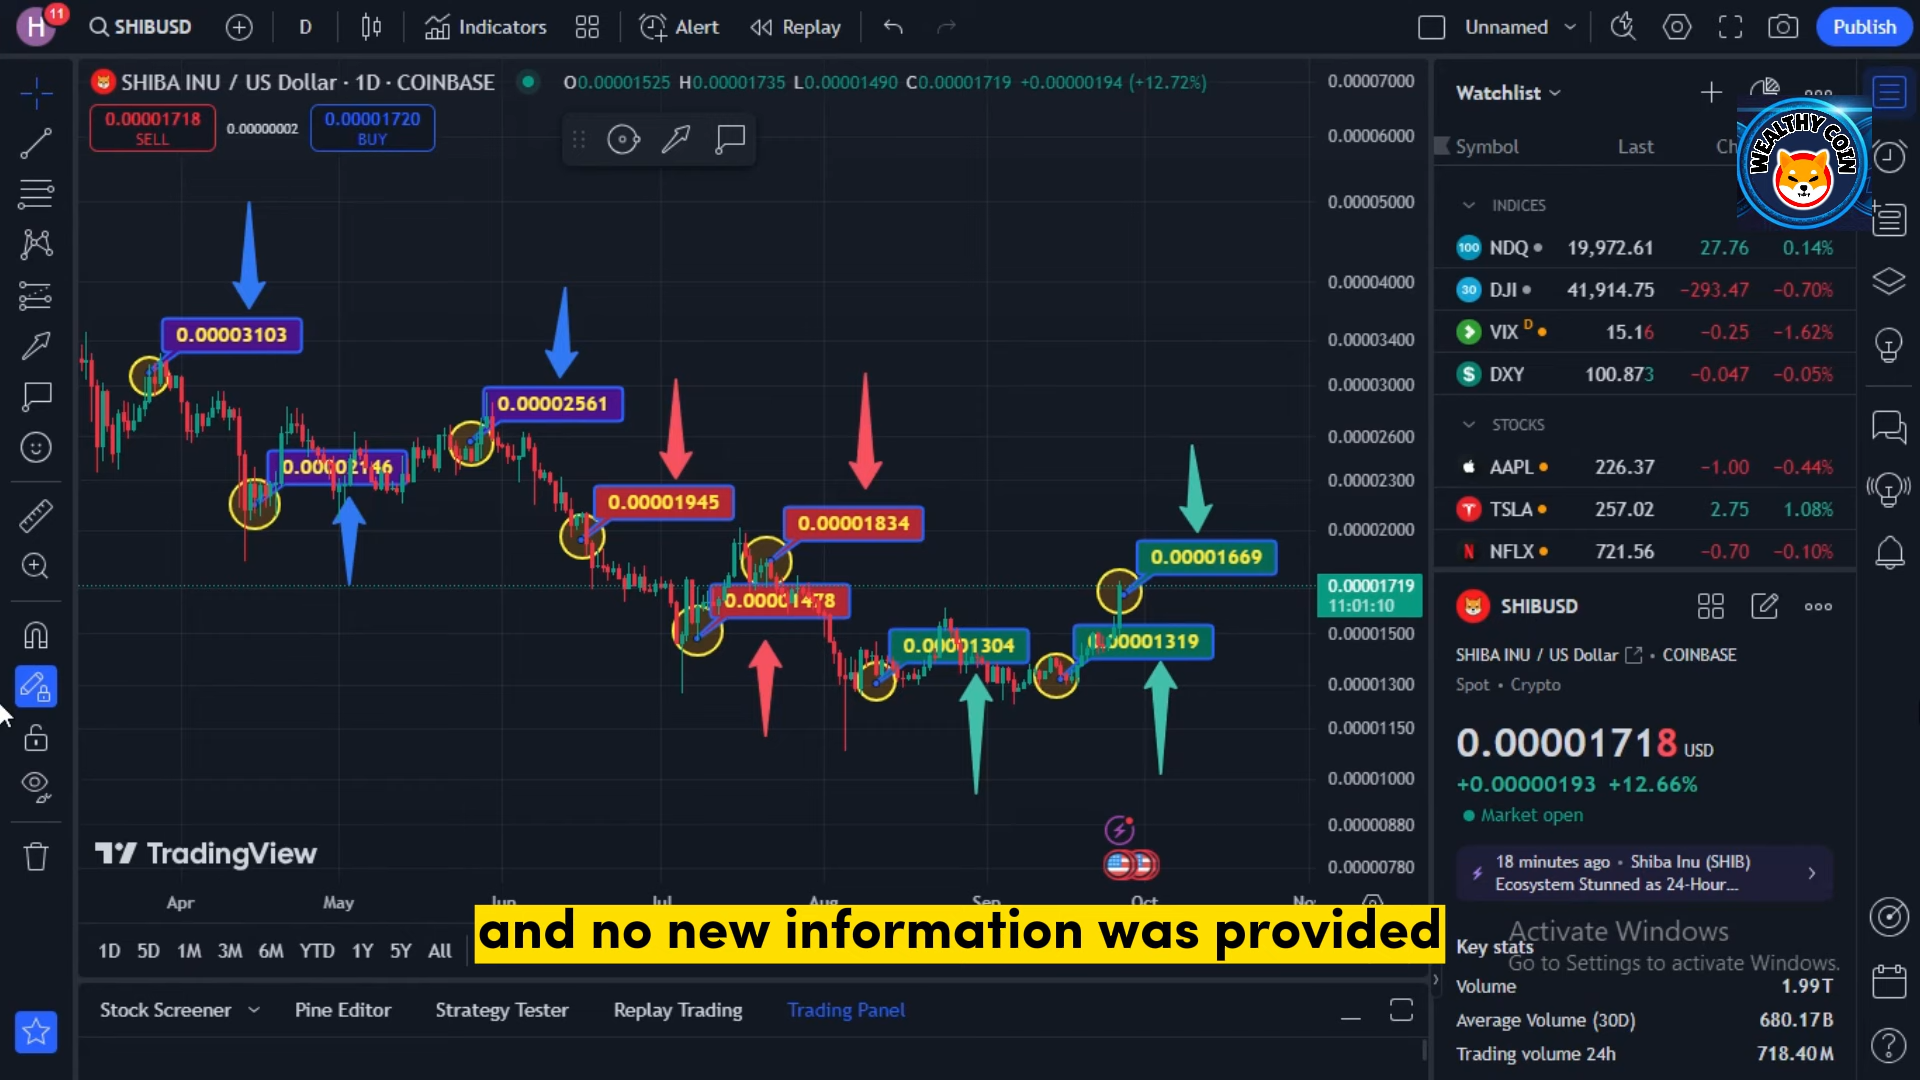 H
11
SHIBUSD
D
Indicators
Alert
Replay
Unnamed
Publish
SHIBA INU / US Dollar · 1D · COINBASE
O0.00001525 H0.00001735 L0.00001490 C0.00001719 +0.00000194 (+12.72%)
0.00001718
SELL
0.00000002
0.00001720
BUY
0.00003103
0.00002561
0.00002146
0.00001945
0.00001834
0.00001478
0.00001669
0.00001304
0.00001319
0.00007000
0.00006000
0.00005000
0.00004000
0.00003400
0.00003000
0.00002600
0.00002300
0.00002000
0.00001719
11:01:10
0.00001500
0.00001300
0.00001150
0.00001000
0.00000880
0.00000780
TradingView
Apr May Jun Jul Aug Sep Oct
and no new information was provided
1D 5D 1M 3M 6M YTD 1Y 5Y All
Stock Screener Pine Editor Strategy Tester Replay Trading Trading Panel
Watchlist
WEALTHY COIN
Symbol Last Ch
INDICES
100 NDQ 19,972.61 27.76 0.14%
30 DJI 41,914.75 −293.47 −0.70%
VIX D 15.16 −0.25 −1.62%
$ DXY 100.873 −0.047 −0.05%
STOCKS
AAPL 226.37 −1.00 −0.44%
TSLA 257.02 2.75 1.08%
N NFLX 721.56 −0.70 −0.10%
SHIBUSD
SHIBA INU / US Dollar • COINBASE
Spot • Crypto
0.00001718 USD
+0.00000193 +12.66%
Market open
18 minutes ago • Shiba Inu (SHIB)
Ecosystem Stunned as 24-Hour...
Activate Windows
Key stats
Go to Settings to activate Windows.
Volume 1.99T
Average Volume (30D) 680.17B
Trading volume 24h 718.40M